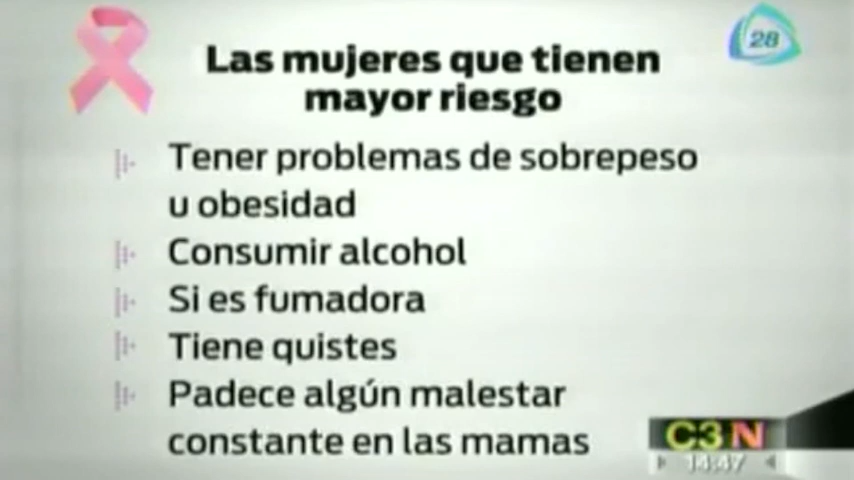 28
Las mujeres que tienen
mayor riesgo
Tener problemas de sobrepeso
u obesidad
Consumir alcohol
Si es fumadora
Tiene quistes
Padece algún malestar
constante en las mamas
C3N
14:47